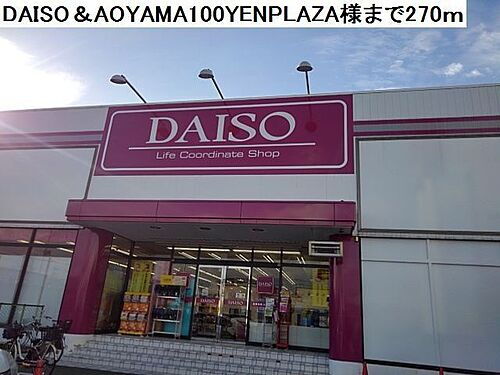 DAISO＆AOYAMA100YENPLAZA様まで270m
DAISO
Life Coordinate Shop
DAISO